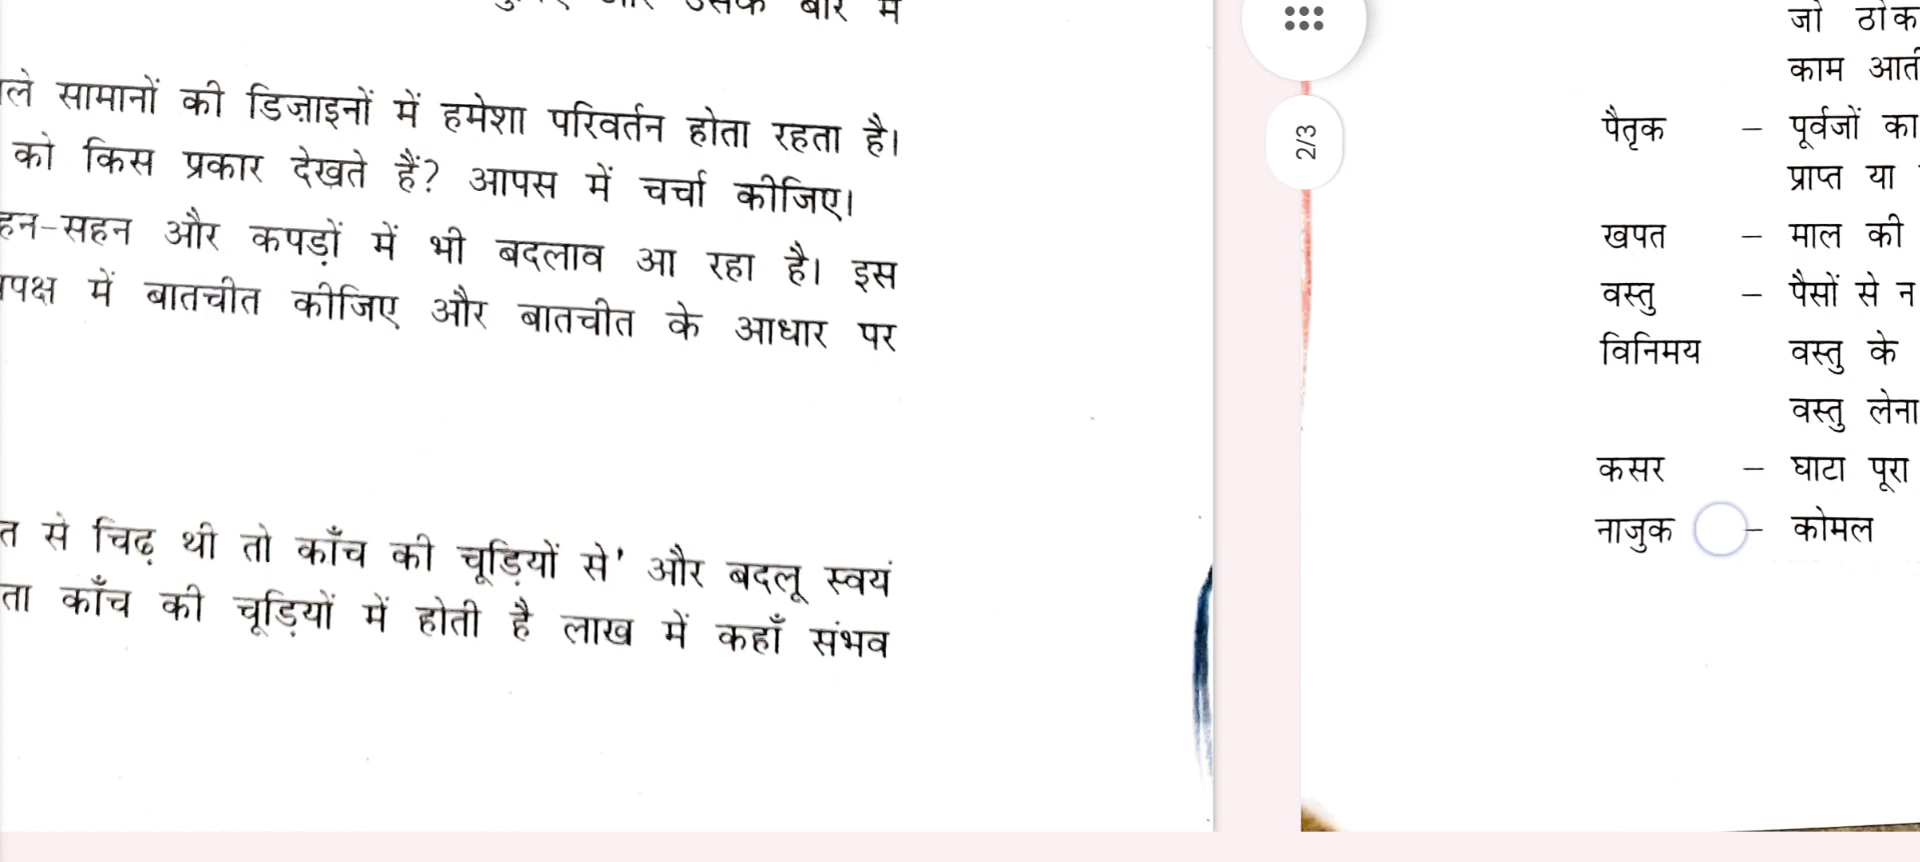 सामानों की डिज़ाइनों में हमेशा परिवर्तन होता रहता है।
को किस प्रकार देखते हैं? आपस में चर्चा कीजिए।
हन-सहन और कपड़ों में भी बदलाव आ रहा है। इस
में बातचीत कीजिए और बातचीत के आधार पर
त से चिढ़ थी तो काँच की चूड़ियों से' और बदलू स्वयं
ता काँच की चूड़ियों में होती है लाख में कहाँ संभव
2/3
जो ठोक
काम आती
पैतृक – पूर्वजों का
प्राप्त या
खपत – माल की
वस्तु – पैसों से न
विनिमय वस्तु के
वस्तु लेना
कसर – घाटा पूरा
नाजुक – कोमल